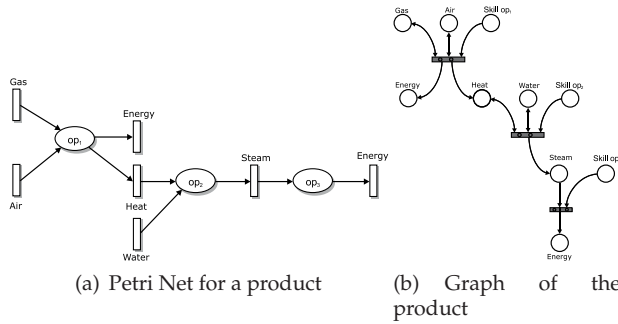 Gas
Air
Energy
op₁
Heat
Water
op₂
Steam
op₃
Energy
(a) Petri Net for a product
Gas
Air
Skill op₁
Energy
Heat
Water
Skill op₂
Steam
Skill op
Energy
(b) Graph of the
product